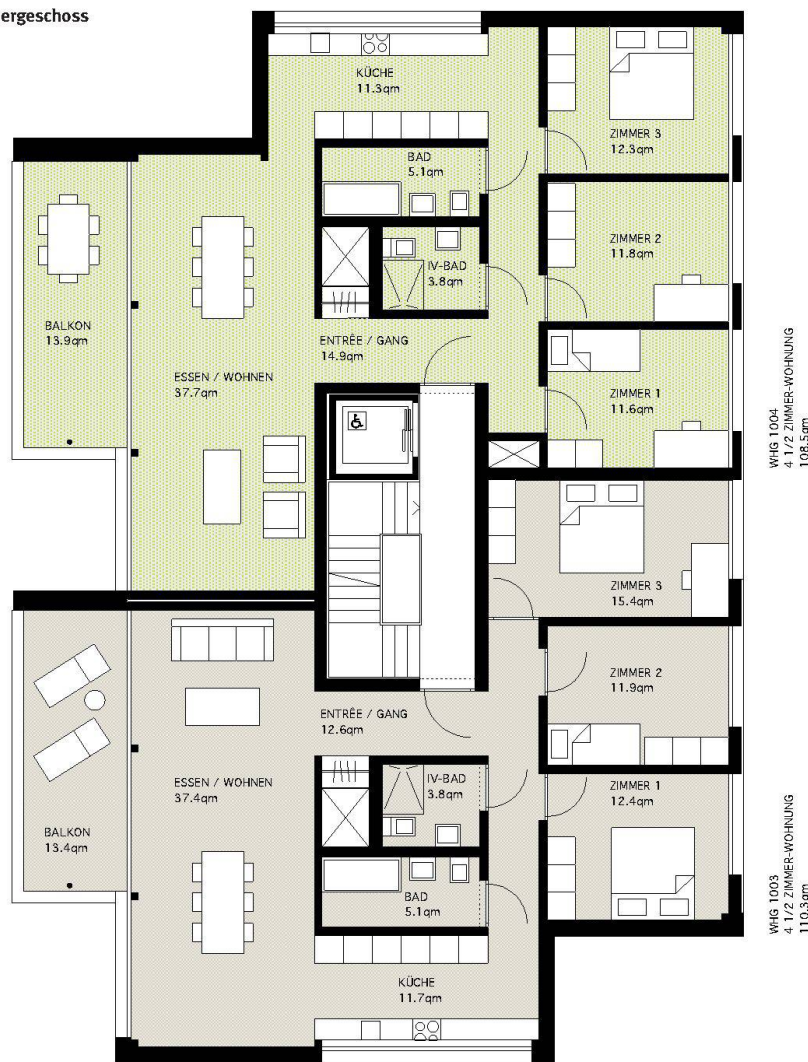 ergeschoss
KÜCHE
11.3qm
ZIMMER 3
12.3qm
BAD
5.1qm
ZIMMER 2
11.8qm
IV-BAD
3.8qm
BALKON
13.9qm
ENTRÉE / GANG
14.9qm
ESSEN / WOHNEN
37.7qm
ZIMMER 1
11.6qm
WHG 1004
4 1/2 ZIMMER-WOHNUNG
108.5qm
ZIMMER 3
15.4qm
ZIMMER 2
11.9qm
ENTRÉE / GANG
12.6qm
ESSEN / WOHNEN
37.4qm
IV-BAD
3.8qm
ZIMMER 1
12.4qm
BALKON
13.4qm
BAD
5.1qm
KÜCHE
11.7qm
WHG 1003
4 1/2 ZIMMER-WOHNUNG
110.3qm